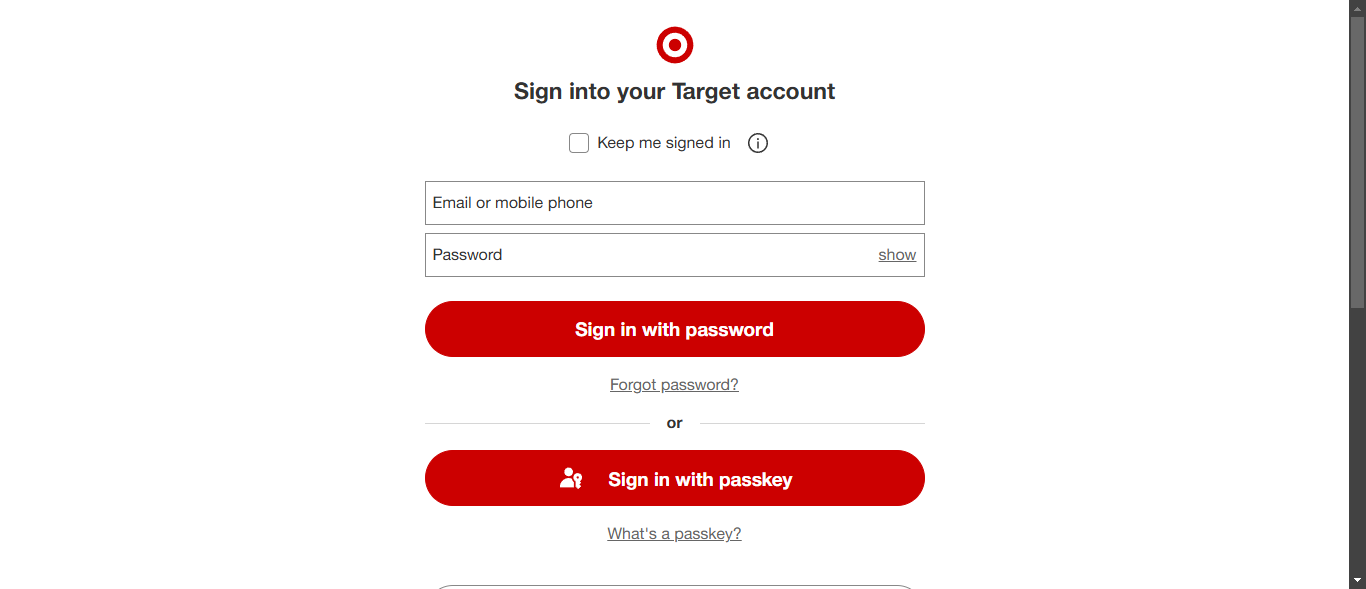 Sign into your Target account
Keep me signed in
Email or mobile phone
Password show
Sign in with password
Forgot password?
or
Sign in with passkey
What's a passkey?